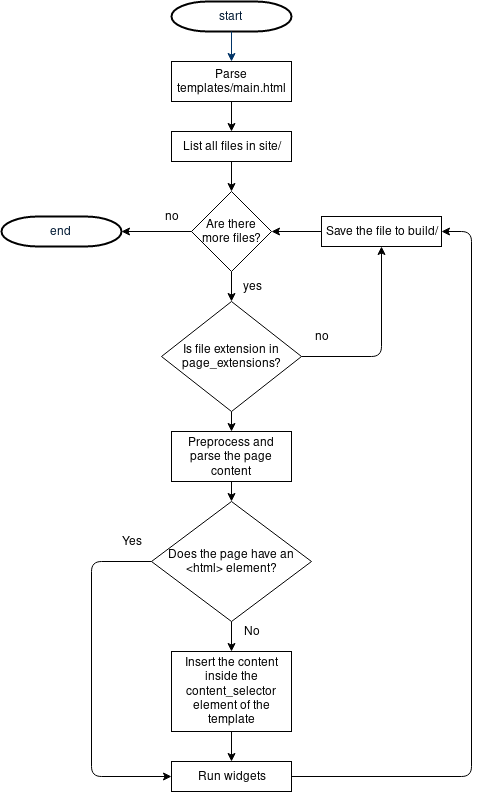 start
Parse
templates/main.html
List all files in site/
no
Are there
more files?
end
Save the file to build/
yes
no
Is file extension in
page_extensions?
Preprocess and
parse the page
content
Yes
Does the page have an
<html> element?
No
Insert the content
inside the
content_selector
element of the
template
Run widgets